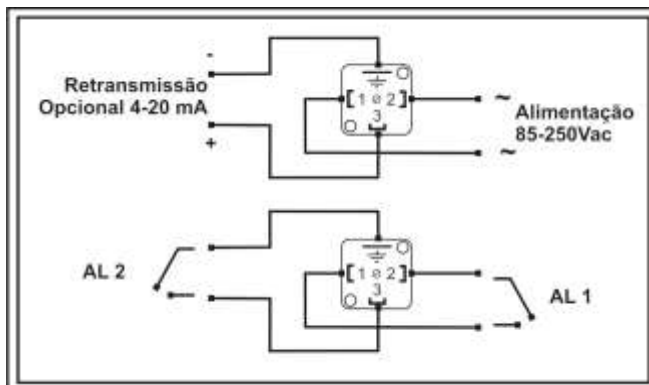 -
Retransmissão
Opcional 4-20 mA
+
1 2
3
~
Alimentação
85-250Vac
~
AL 2
1 2
3
AL 1